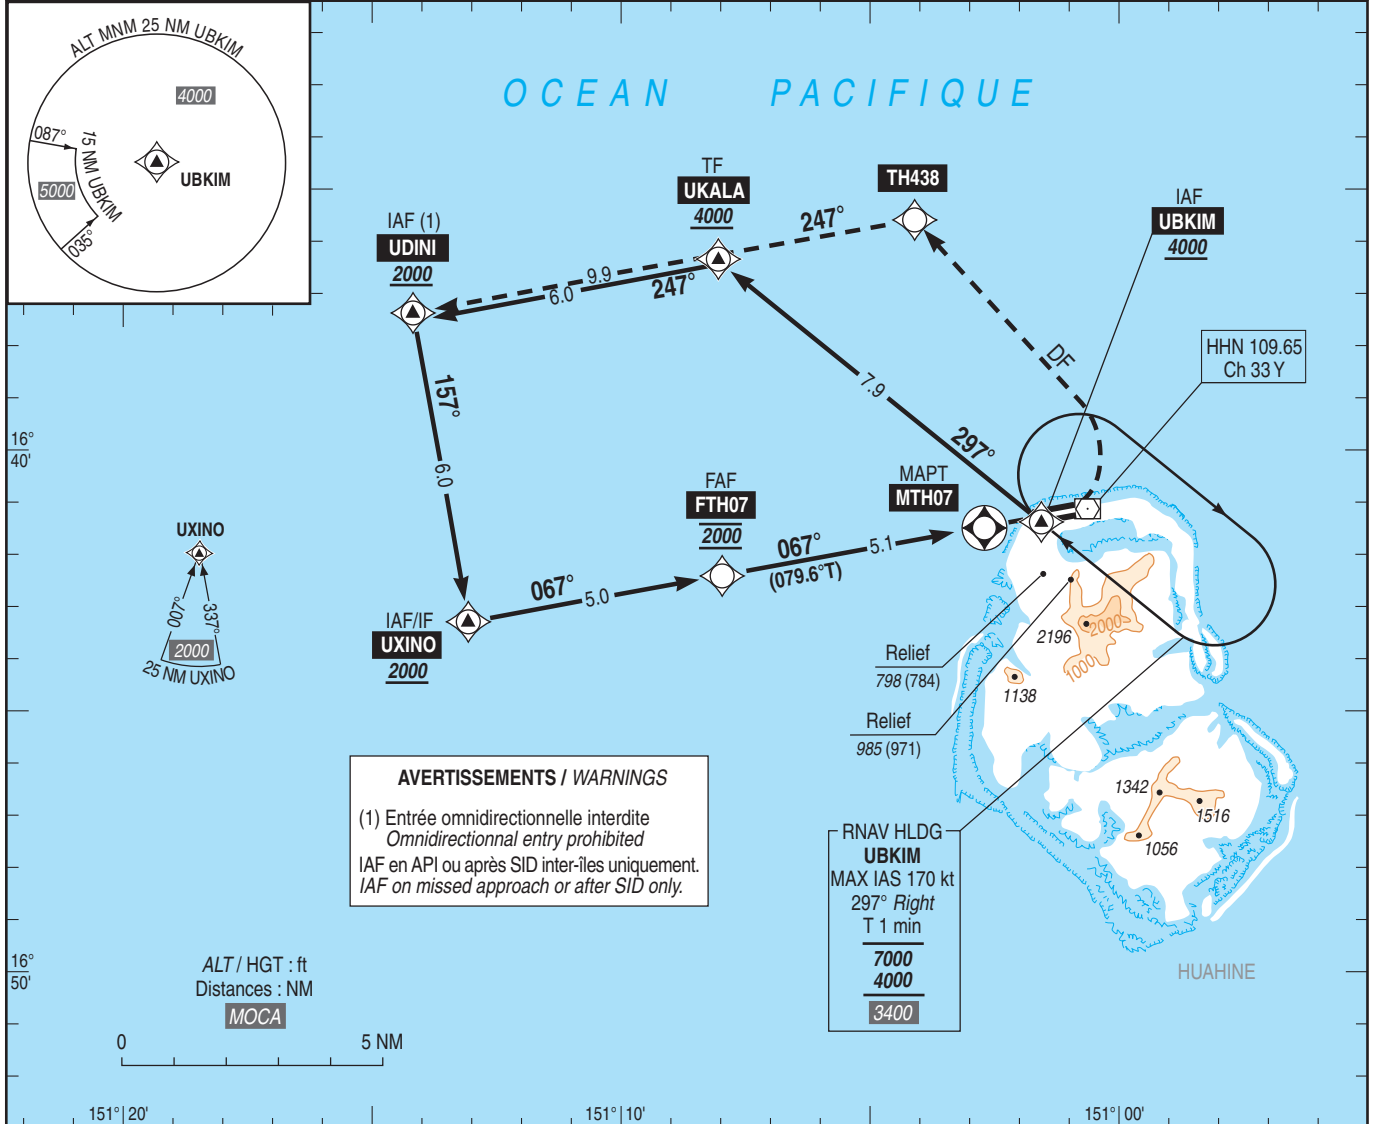 ALT MNM 25 NM UBKIM
4000
087°
15 NM UBKIM
5000
035°
UBKIM
OCEAN PACIFIQUE
TF
UKALA
4000
TH438
IAF
UBKIM
4000
IAF (1)
UDINI
2000
247°
9.9
6.0
247°
DF
HHN 109.65
Ch 33 Y
7.9
157°
297°
6.0
16°
40'
MAPT
MTH07
FAF
FTH07
2000
UXINO
007°
337°
2000
25 NM UXINO
067°
5.1
(079.6°T)
067°
5.0
IAF/IF
UXINO
2000
2196
2000
1000
Relief
798 (784)
1138
Relief
985 (971)
AVERTISSEMENTS / WARNINGS
(1) Entrée omnidirectionnelle interdite
Omnidirectionnal entry prohibited
IAF en API ou après SID inter-îles uniquement.
IAF on missed approach or after SID only.
1342
1516
1056
RNAV HLDG
UBKIM
MAX IAS 170 kt
297° Right
T 1 min
7000
4000
3400
HUAHINE
16°
50'
ALT / HGT : ft
Distances : NM
MOCA
0 5 NM
151° 20' 151° 10' 151° 00'